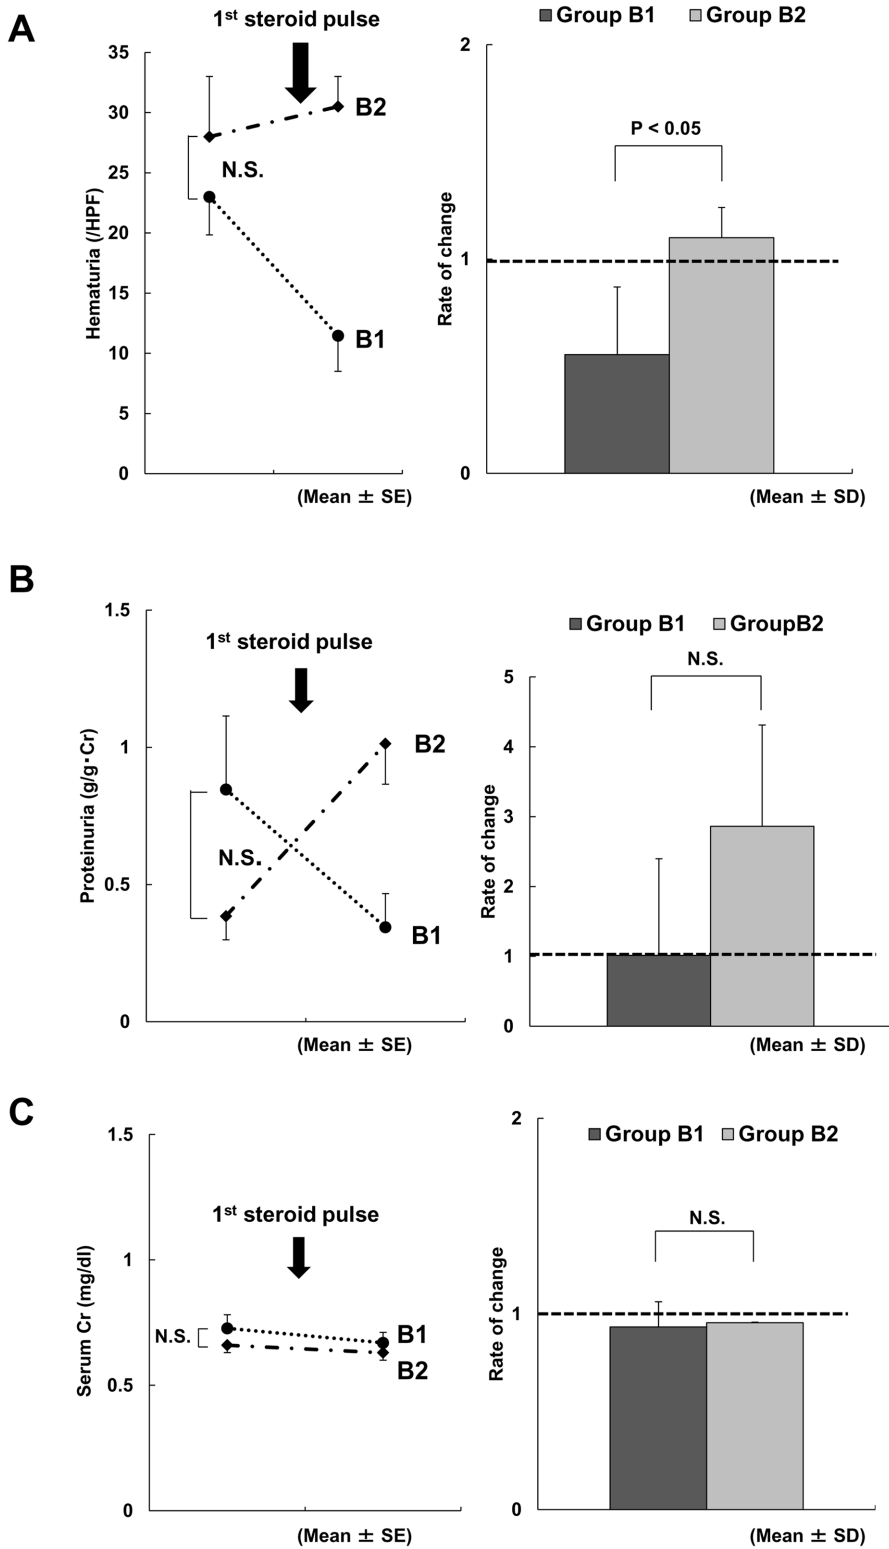 A
1st steroid pulse
35
30
25
20
15
10
5
0
Hematuria (/HPF)
B2
N.S.
B1
(Mean ± SE)
Group B1
Group B2
2
1
0
Rate of change
P < 0.05
(Mean ± SD)
B
1.5
1
0.5
0
Proteinuria (g/g･Cr)
1st steroid pulse
B2
N.S.
B1
(Mean ± SE)
Group B1
GroupB2
N.S.
5
4
3
2
1
0
Rate of change
(Mean ± SD)
C
1.5
1
0.5
0
Serum Cr (mg/dl)
1st steroid pulse
N.S.
B1
B2
(Mean ± SE)
2
1
0
Rate of change
Group B1
Group B2
N.S.
(Mean ± SD)